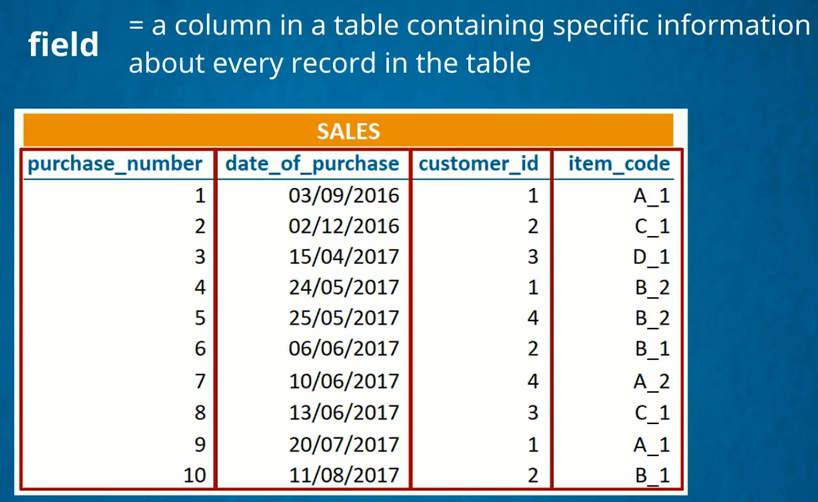 field = a column in a table containing specific information
about every record in the table
SALES
purchase_number date_of_purchase customer_id item_code
1 03/09/2016 1 A_1
2 02/12/2016 2 C_1
3 15/04/2017 3 D_1
4 24/05/2017 1 B_2
5 25/05/2017 4 B_2
6 06/06/2017 2 B_1
7 10/06/2017 4 A_2
8 13/06/2017 3 C_1
9 20/07/2017 1 A_1
10 11/08/2017 2 B_1